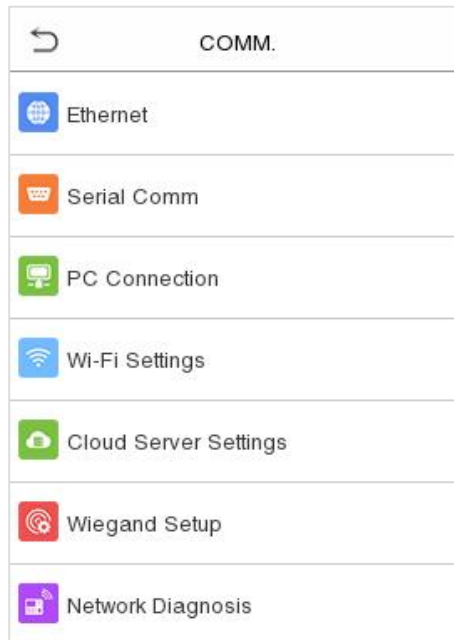 COMM.
Ethernet
Serial Comm
PC Connection
Wi-Fi Settings
Cloud Server Settings
Wiegand Setup
Network Diagnosis